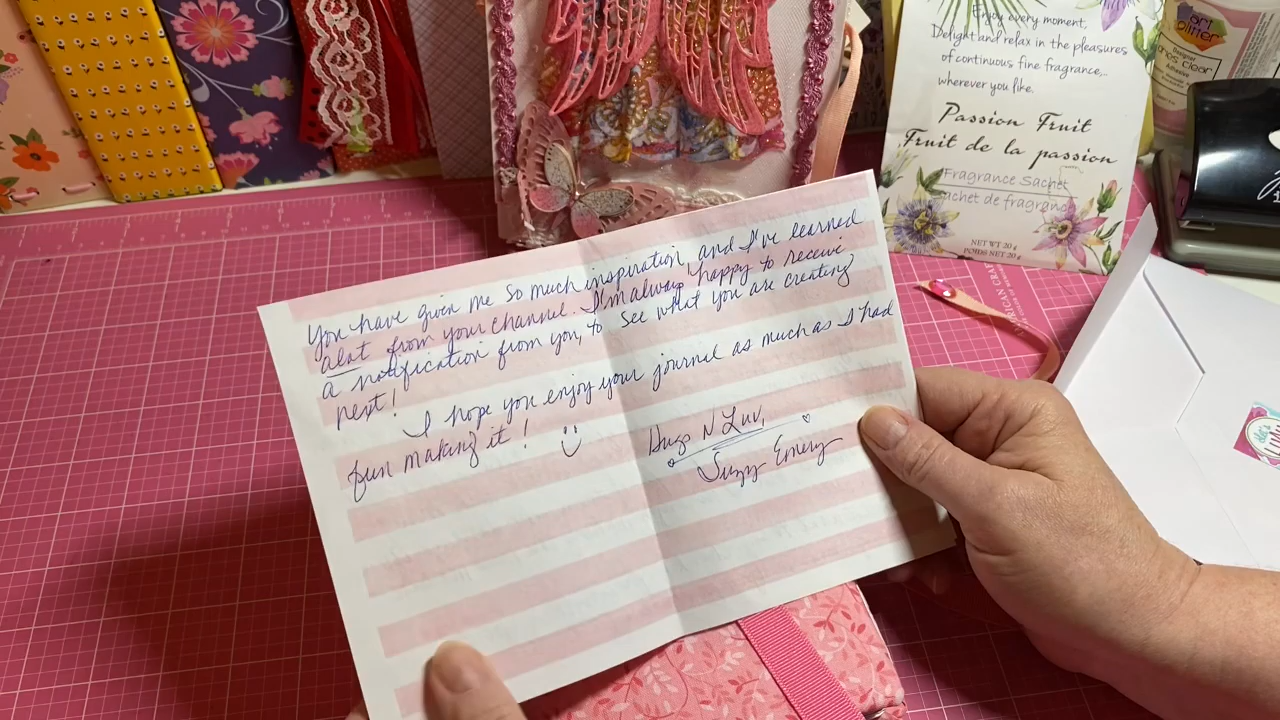 Enjoy every moment,
Delight and relax in the pleasures
of continuous fine fragrance,..
wherever you like.
Passion Fruit
Fruit de la passion
Fragrance Sachet
Sachet de fragrance
NET WT 20 g
POIDS NET 20 g
art
glitter
Designer
dries clear
Adhesive
You have given me so much inspiration and I've learned
alot from your channel. I'm always happy to receive
a notification from you, to see what you are creating
next!
I hope you enjoy your journal as much as I had
fun making it!
Hugs N Luv,
Suzy Emery